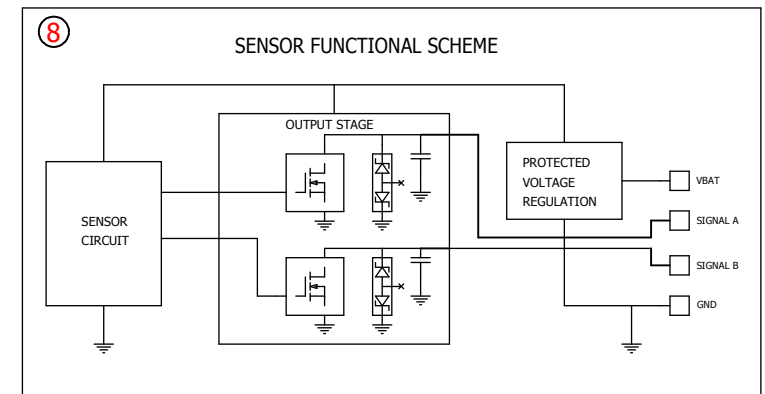 8
SENSOR FUNCTIONAL SCHEME
OUTPUT STAGE
PROTECTED
VOLTAGE
REGULATION
VBAT
SIGNAL A
SENSOR
CIRCUIT
SIGNAL B
GND